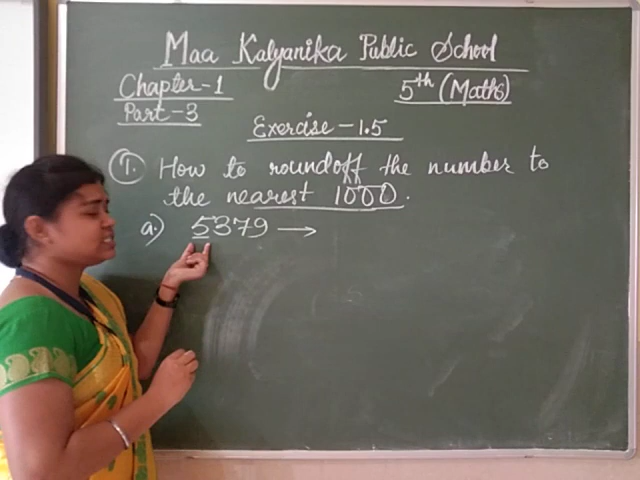 Maa Kalyanika Public School
Chapter-1
5th (Maths)
Part-3
Exercise-1.5
1. How to roundoff the number to
the nearest 1000.
a.) 5379 →